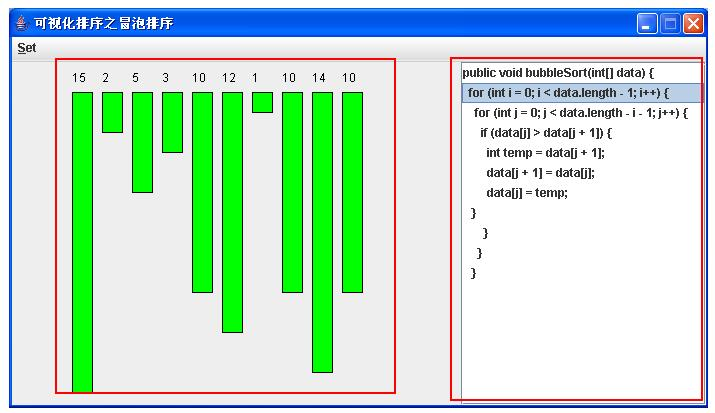 可视化排序之冒泡排序
Set
15 2 5 3 10 12 1 10 14 10
public void bubbleSort(int[] data) {
for (int i = 0; i < data.length - 1; i++) {
for (int j = 0; j < data.length - i - 1; j++) {
if (data[j] > data[j + 1]) {
int temp = data[j + 1];
data[j + 1] = data[j];
data[j] = temp;
}
}
}
}